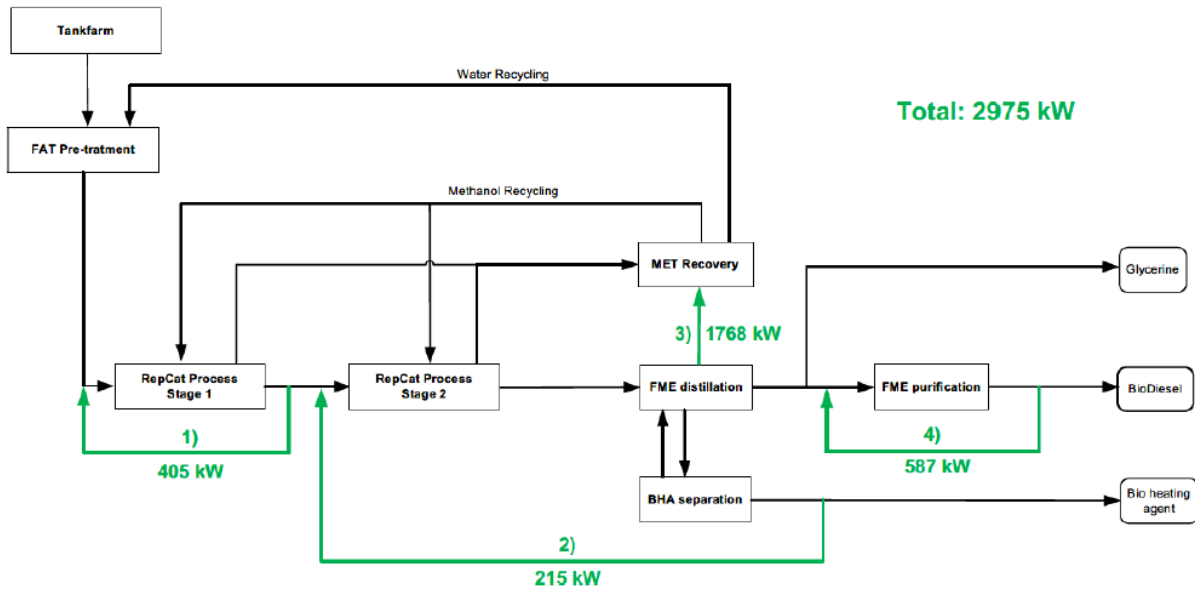 Tankfarm
Water Recycling
Total: 2975 kW
FAT Pre-tratment
Methanol Recycling
MET Recovery
Glycerine
3) 1768 kW
RepCat Process
Stage 1
RepCat Process
Stage 2
FME distillation
FME purification
BioDiesel
1)
405 kW
4)
587 kW
BHA separation
Bio heating
agent
2)
215 kW